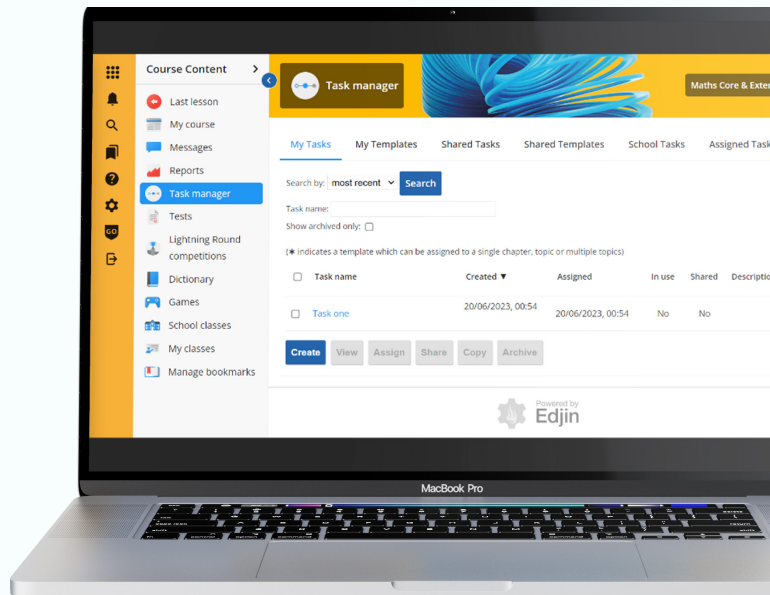 Course Content
Last lesson
My course
Messages
Reports
Task manager
Tests
Lightning Round
competitions
Dictionary
Games
School classes
My classes
Manage bookmarks
GO
Task manager
Maths Core & Exten
My Tasks My Templates Shared Tasks Shared Templates School Tasks Assigned Task
Search by: most recent Search
Task name:
Show archived only:
(✱ indicates a template which can be assigned to a single chapter, topic or multiple topics)
Task name Created ▼ Assigned In use Shared Descriptio
Task one 20/06/2023, 00:54 20/06/2023, 00:54 No No
Create View Assign Share Copy Archive
Powered by
Edjin
MacBook Pro